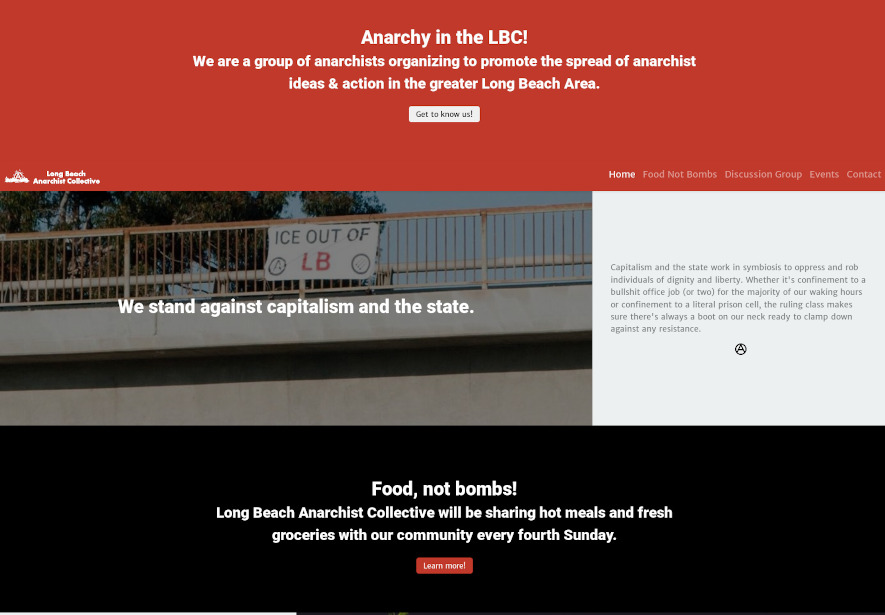 Anarchy in the LBC!
We are a group of anarchists organizing to promote the spread of anarchist
ideas & action in the greater Long Beach Area.
Get to know us!
Long Beach
Anarchist Collective
Home Food Not Bombs Discussion Group Events Contact
ICE OUT OF
LB
We stand against capitalism and the state.
Capitalism and the state work in symbiosis to oppress and rob
individuals of dignity and liberty. Whether it's confinement to a
bullshit office job (or two) for the majority of our waking hours
or confinement to a literal prison cell, the ruling class makes
sure there's always a boot on our neck ready to clamp down
against any resistance.
Food, not bombs!
Long Beach Anarchist Collective will be sharing hot meals and fresh
groceries with our community every fourth Sunday.
Learn more!